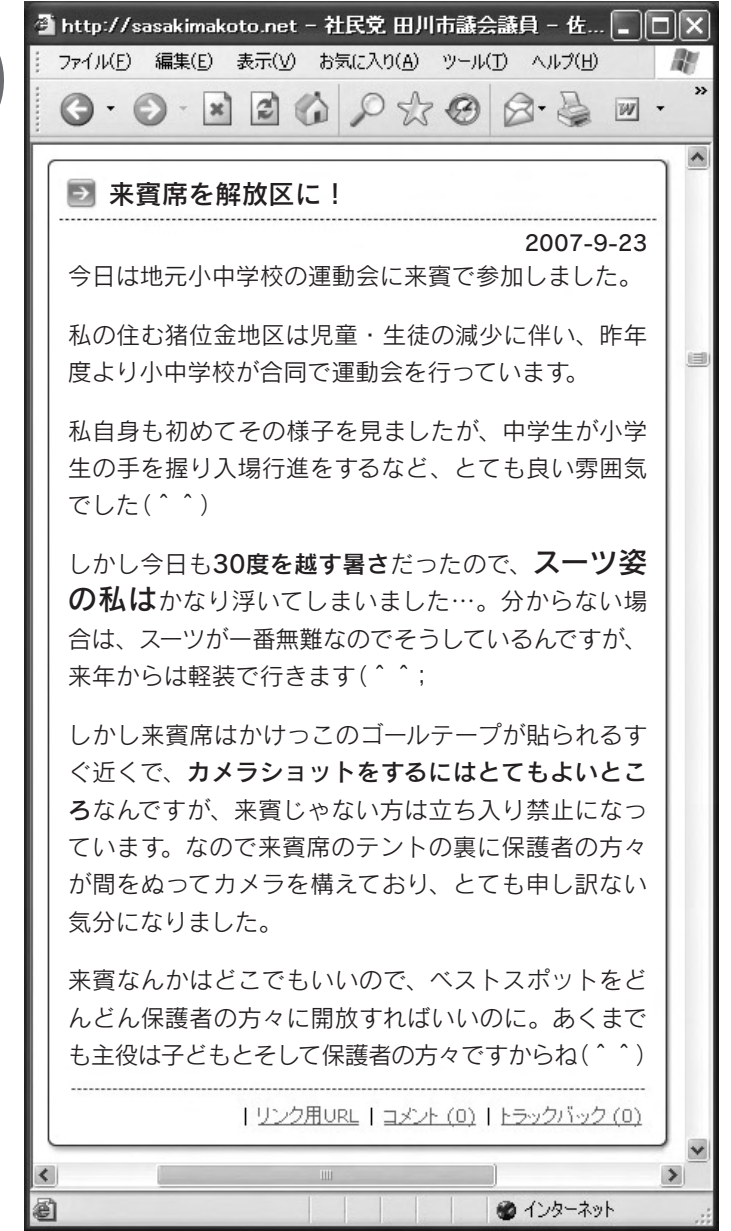 http://sasakimakoto.net - 社民党 田川市議会議員 - 佐...
ファイル(F) 編集(E) 表示(V) お気に入り(A) ツール(T) ヘルプ(H)
来賓席を解放区に！
2007-9-23
今日は地元小中学校の運動会に来賓で参加しました。
私の住む猪位金地区は児童・生徒の減少に伴い、昨年
度より小中学校が合同で運動会を行っています。
私自身も初めてその様子を見ましたが、中学生が小学
生の手を握り入場行進をするなど、とても良い雰囲気
でした(＾＾)
しかし今日も30度を越す暑さだったので、スーツ姿
の私はかなり浮いてしまいました…。分からない場
合は、スーツが一番無難なのでそうしているんですが、
来年からは軽装で行きます(＾＾;
しかし来賓席はかけっこのゴールテープが貼られるす
ぐ近くで、カメラショットをするにはとてもよいとこ
ろなんですが、来賓じゃない方は立ち入り禁止になっ
ています。なので来賓席のテントの裏に保護者の方々
が間をぬってカメラを構えており、とても申し訳ない
気分になりました。
来賓なんかはどこでもいいので、ベストスポットをど
んどん保護者の方々に開放すればいいのに。あくまで
も主役は子どもとそして保護者の方々ですからね(＾＾)
| リンク用URL | コメント (0) | トラックバック (0)
インターネット